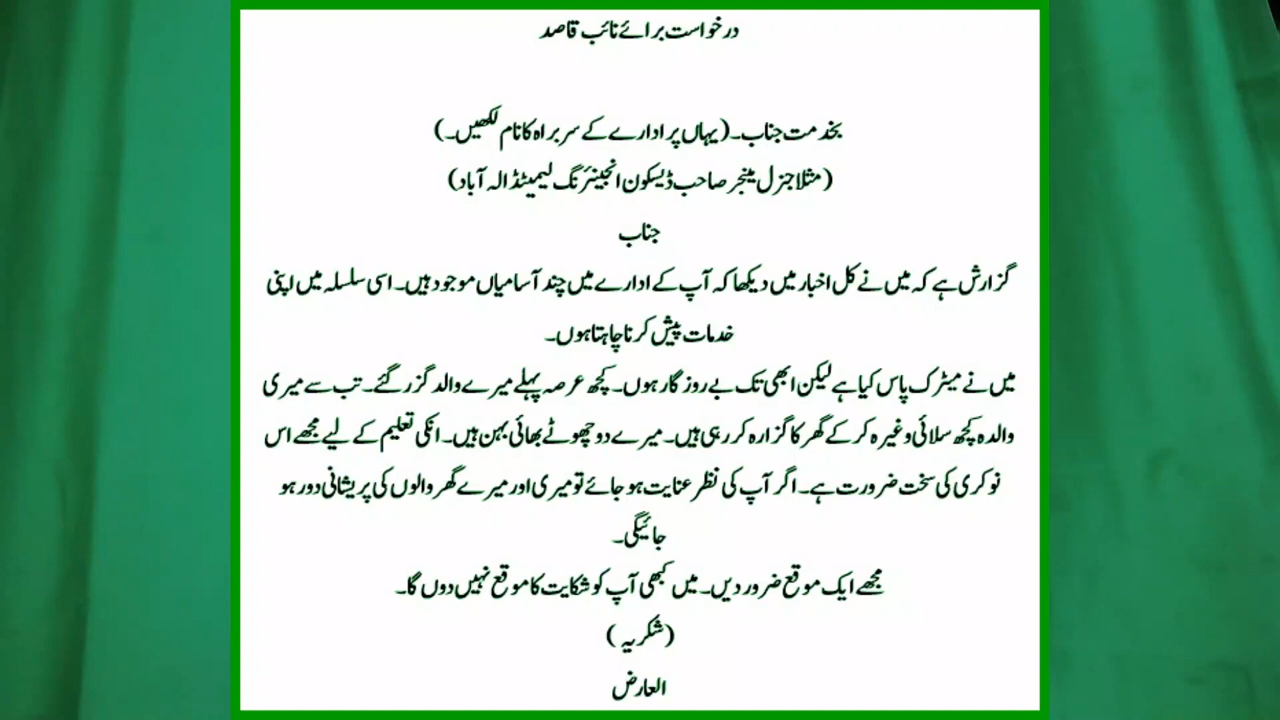 درخواست برائے نائب قاصد
بخدمت جناب۔ (یہاں پر ادارے کے سربراہ کا نام لکھیں۔)
(مثلا جنرل مینجر صاحب ڈیسکون انجینئرنگ لیمیٹڈ الہ آباد)
جناب
گزارش ہے کہ میں نے کل اخبار میں دیکھا کہ آپ کے ادارے میں چند آسامیاں موجود ہیں۔ اسی سلسلہ میں اپنی
خدمات پیش کرنا چاہتا ہوں۔
میں نے میٹرک پاس کیا ہے لیکن ابھی تک بے روزگار ہوں۔ کچھ عرصہ پہلے میرے والد گزر گئے۔ تب سے میری
والدہ کچھ سلائی وغیرہ کر کے گھر کا گزارہ کر رہی ہیں۔ میرے دو چھوٹے بھائی بہن ہیں۔ انکی تعلیم کے لیے مجھے اس
نوکری کی سخت ضرورت ہے۔ اگر آپ کی نظر عنایت ہو جائے تو میری اور میرے گھر والوں کی پریشانی دور ہو
جائیگی۔
مجھے ایک موقع ضرور دیں۔ میں کبھی آپ کو شکایت کا موقع نہیں دوں گا۔
(شکریہ)
العارض